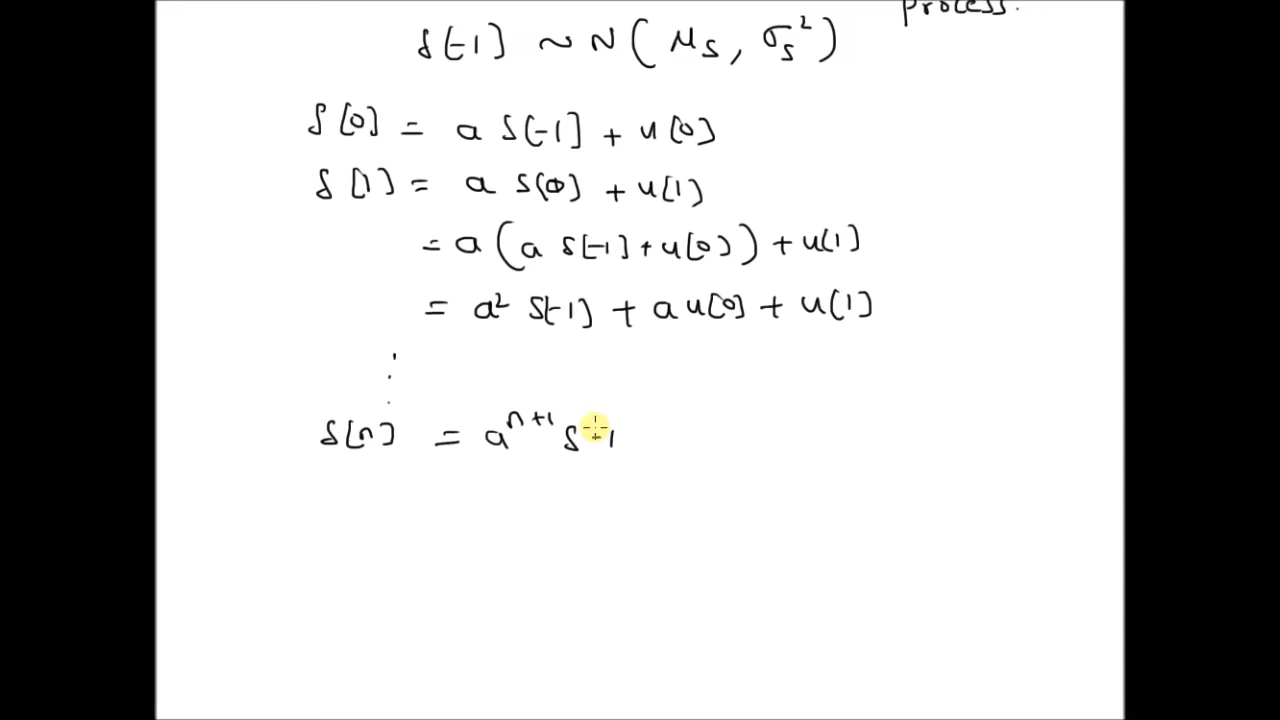 process.
S[-1] ~ N( μₛ, σₛ² )
S[0] = a S[-1] + u[0]
S[1] = a S[0] + u[1]
= a ( a S[-1] + u[0] ) + u[1]
= a² S[-1] + a u[0] + u[1]
S[n] = aⁿ⁺¹ S[-1